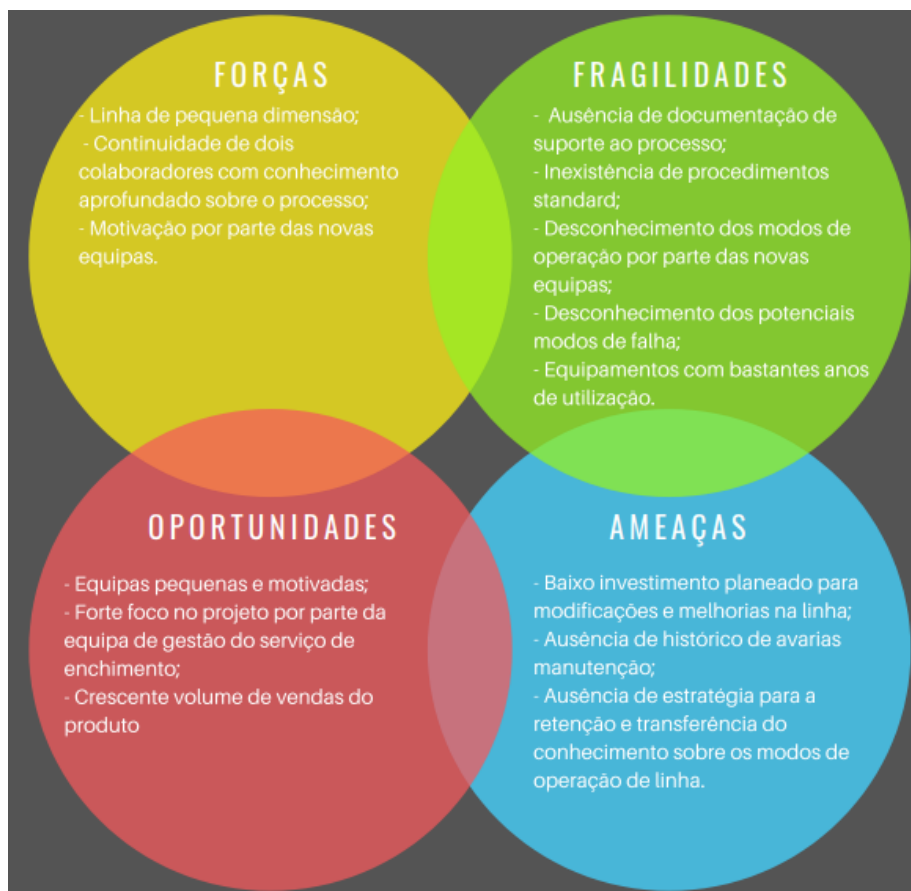 FORÇAS
- Linha de pequena dimensão;
- Continuidade de dois
colaboradores com conhecimento
aprofundado sobre o processo;
- Motivação por parte das novas
equipas.
FRAGILIDADES
- Ausência de documentação de
suporte ao processo;
- Inexistência de procedimentos
standard;
- Desconhecimento dos modos de
operação por parte das novas
equipas;
- Desconhecimento dos potenciais
modos de falha;
- Equipamentos com bastantes anos
de utilização.
OPORTUNIDADES
- Equipas pequenas e motivadas;
- Forte foco no projeto por parte da
equipa de gestão do serviço de
enchimento;
- Crescente volume de vendas do
produto
AMEAÇAS
- Baixo investimento planeado para
modificações e melhorias na linha;
- Ausência de histórico de avarias
manutenção;
- Ausência de estratégia para a
retenção e transferência do
conhecimento sobre os modos de
operação de linha.